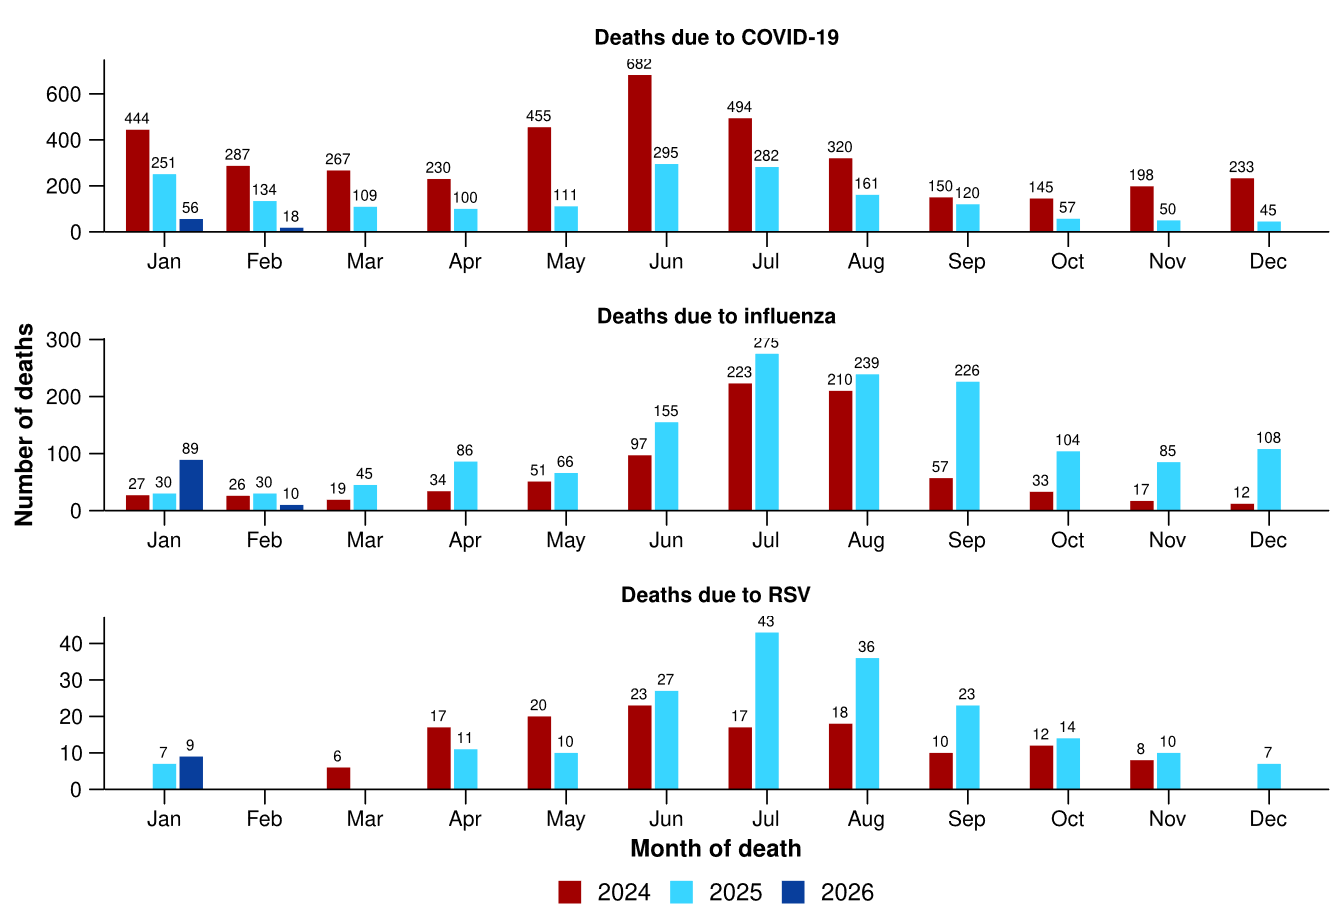 Deaths due to COVID-19
682
600
494
444 455
400
320
287 267 295 282
251 230 233
200 198
134 109 100 111 161 150 120 145
56 18 57 50 45
0
Jan Feb Mar Apr May Jun Jul Aug Sep Oct Nov Dec
Deaths due to influenza
300
275
223 210 239 226
200
155
100
89 86 97 104 85 108
27 30 26 30 10 19 45 34 51 66 57 33 17 12
0
Jan Feb Mar Apr May Jun Jul Aug Sep Oct Nov Dec
Number of deaths
Deaths due to RSV
43
40
36
30
27
23 23
20
20
17 17 18
10
7 9 6 11 10 10 12 14 8 10 7
0
Jan Feb Mar Apr May Jun Jul Aug Sep Oct Nov Dec
Month of death
2024 2025 2026